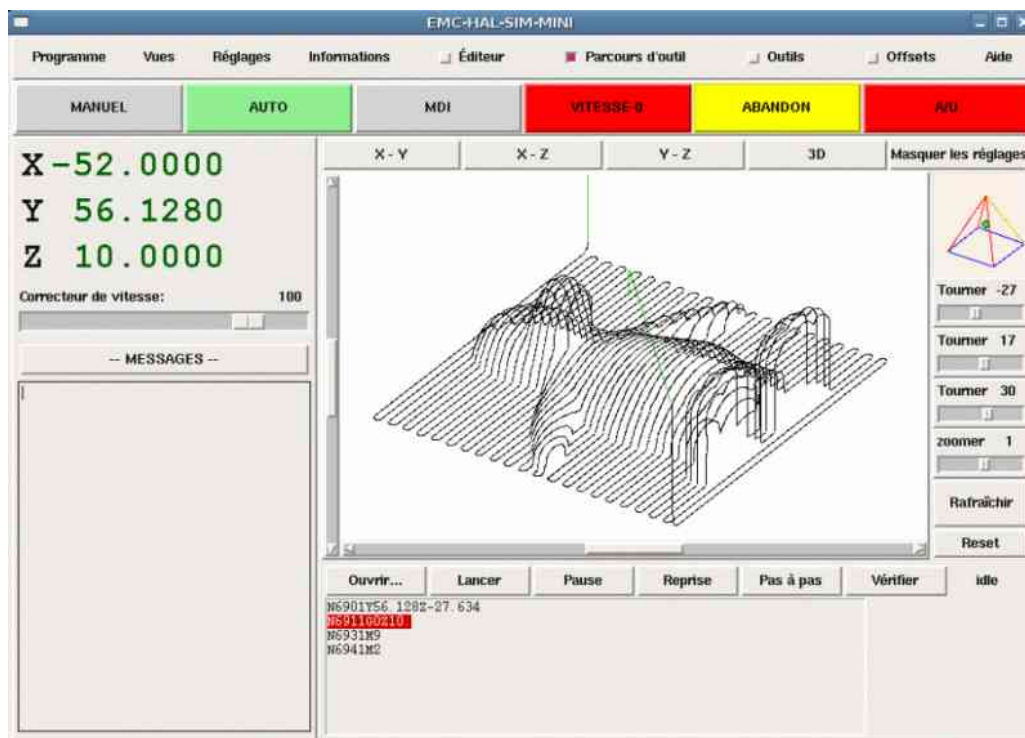 EMC-HAL-SIM-MINI
Programme Vues Réglages Informations Éditeur Parcours d'outil Outils Offsets Aide
MANUEL AUTO MDI VITESSE-0 ABANDON A/U
X -52.0000
Y 56.1280
Z 10.0000
Correcteur de vitesse: 100
-- MESSAGES --
X - Y X - Z Y - Z 3D Masquer les réglages
Tourner -27
Tourner 17
Tourner 30
zoomer 1
Rafraîchir
Reset
Ouvrir... Lancer Pause Reprise Pas à pas Vérifier idle
N6901Y56.128Z-27.634
N6911G0Z10
N6931M9
N6941M2